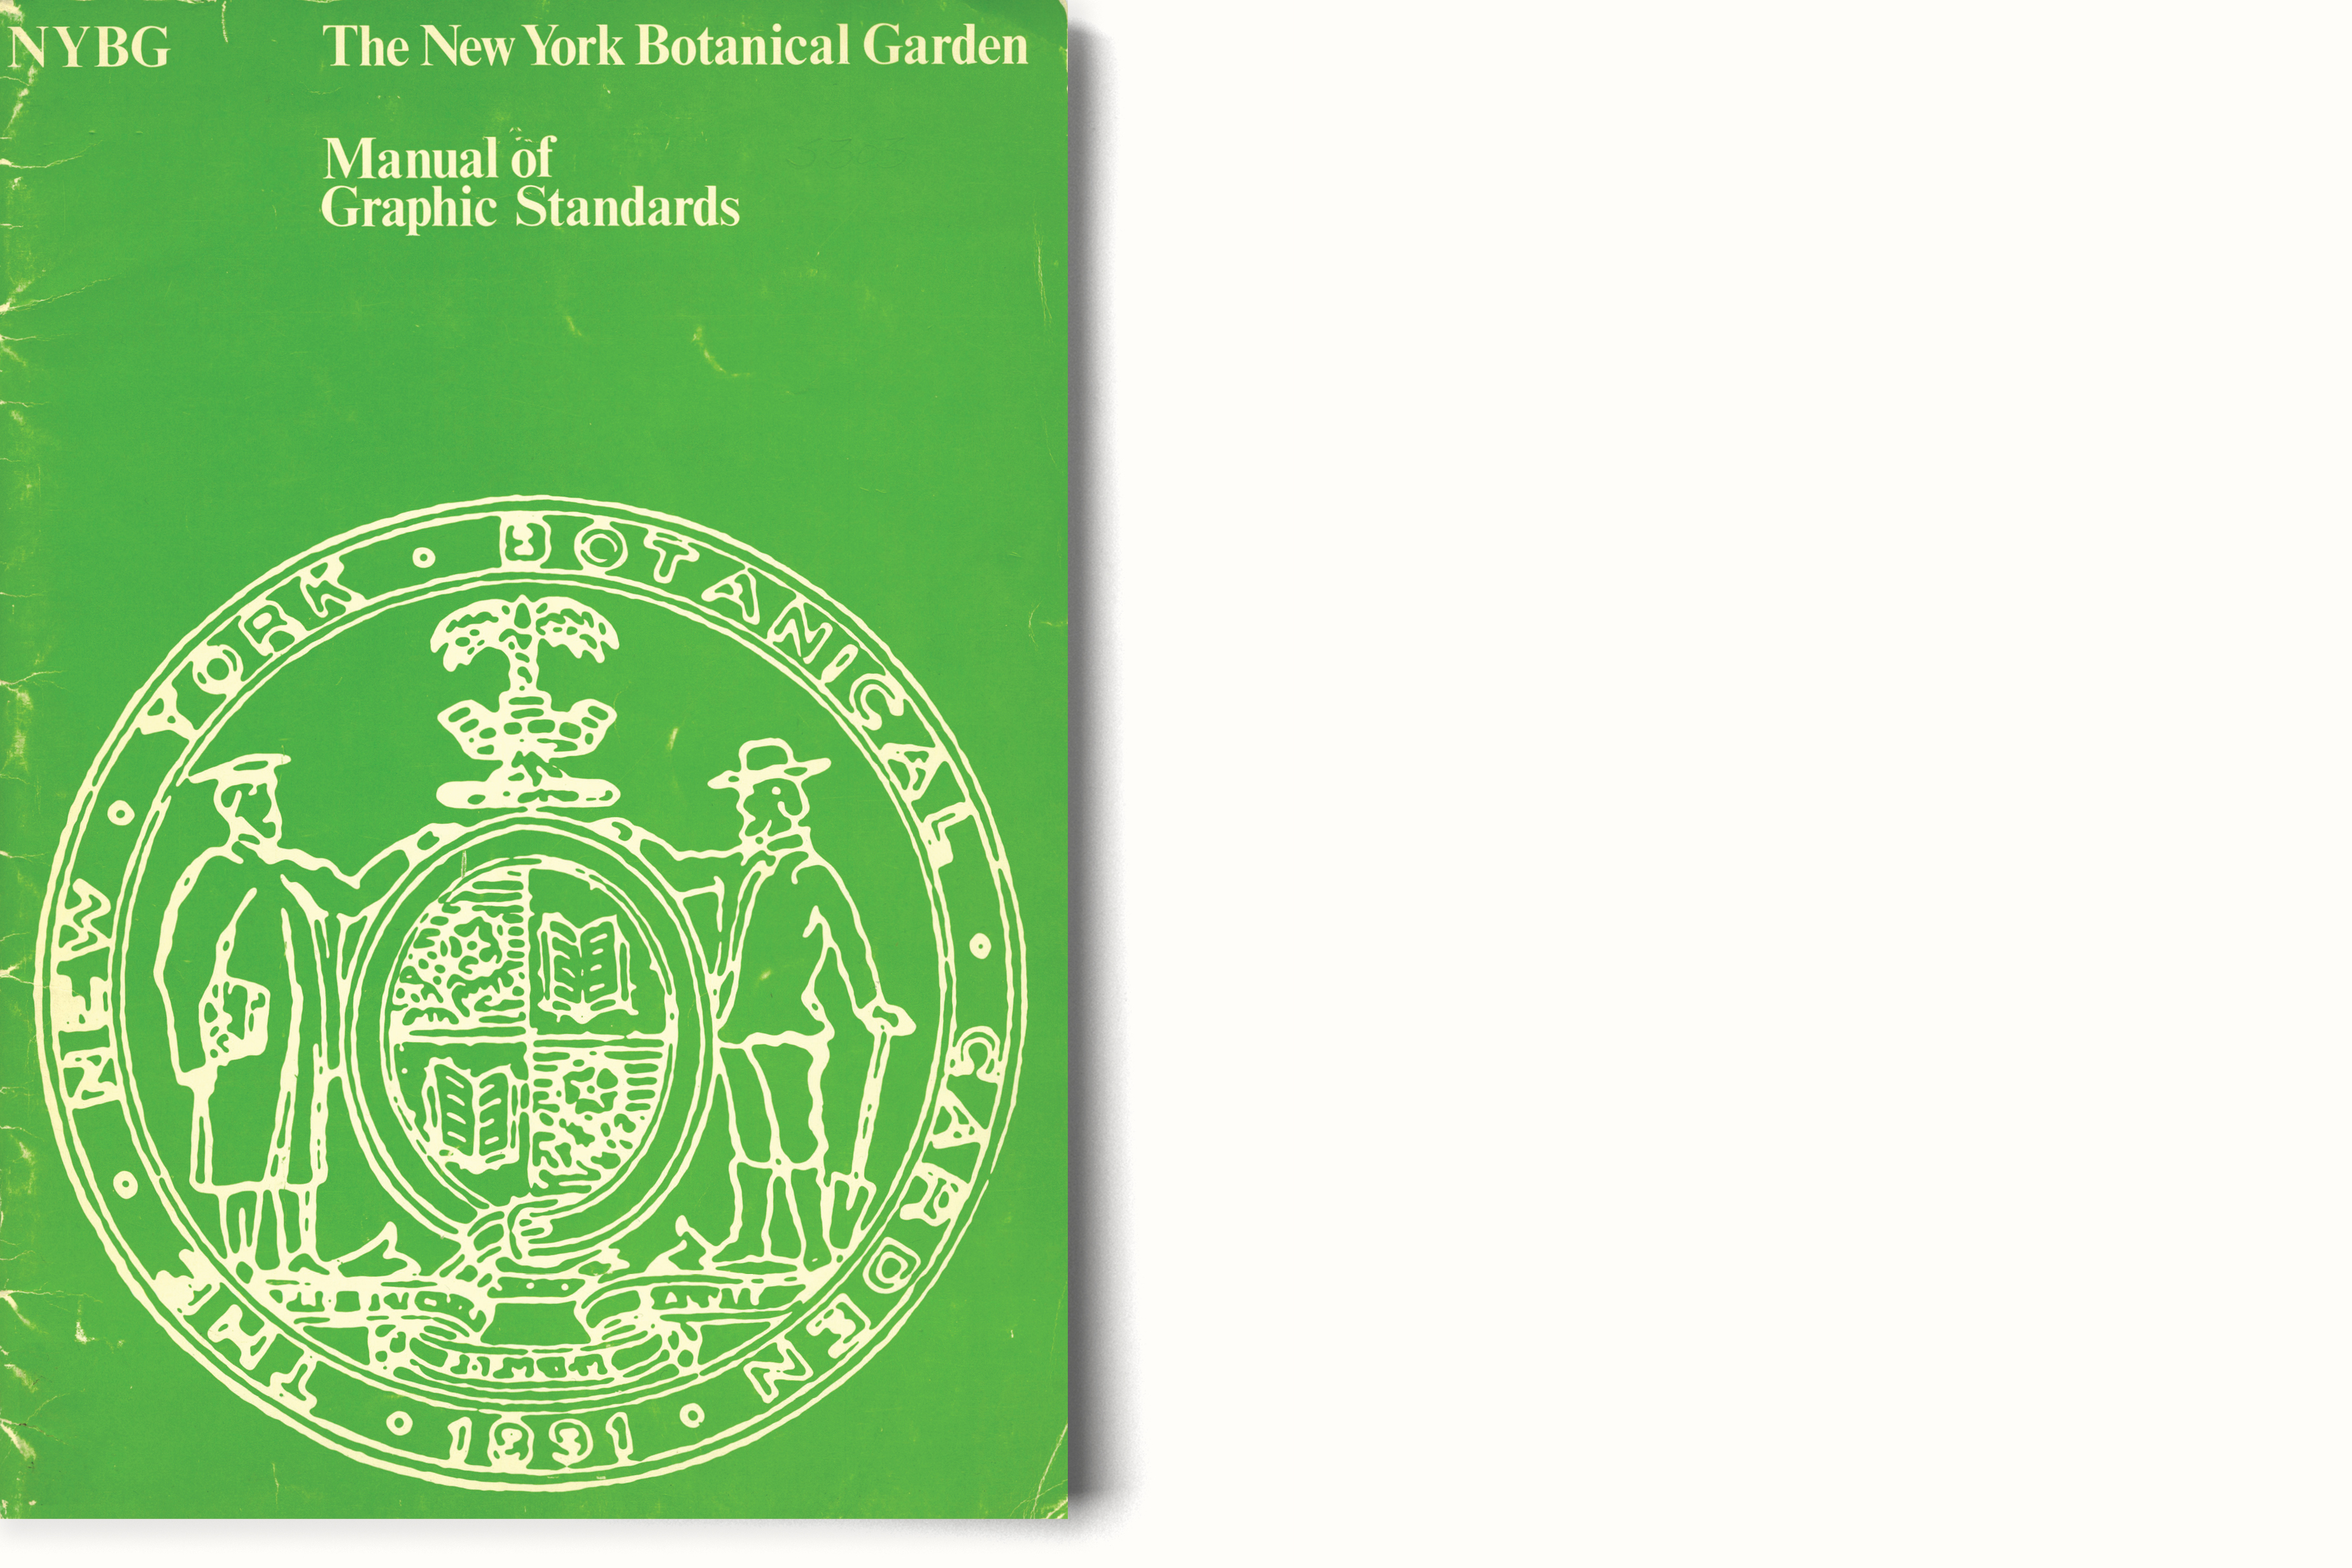 NYBG The New York Botanical Garden
Manual of
Graphic Standards
THE • NEW • YORK • BOTANICAL • GARDEN •
1891